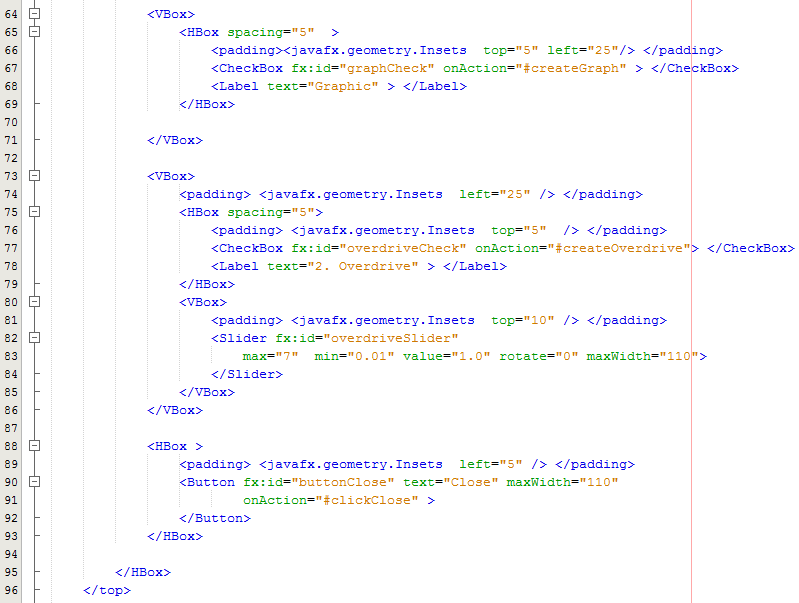 64 <VBox>
65 <HBox spacing="5"  >
66 <padding><javafx.geometry.Insets  top="5" left="25"/> </padding>
67 <CheckBox fx:id="graphCheck" onAction="#createGraph" > </CheckBox>
68 <Label text="Graphic" > </Label>
69 </HBox>
70
71 </VBox>
72
73 <VBox>
74 <padding> <javafx.geometry.Insets  left="25" /> </padding>
75 <HBox spacing="5">
76 <padding> <javafx.geometry.Insets  top="5"  /> </padding>
77 <CheckBox fx:id="overdriveCheck" onAction="#createOverdrive"> </CheckBox>
78 <Label text="2. Overdrive" > </Label>
79 </HBox>
80 <VBox>
81 <padding> <javafx.geometry.Insets  top="10" /> </padding>
82 <Slider fx:id="overdriveSlider"
83 max="7"  min="0.01" value="1.0" rotate="0" maxWidth="110">
84 </Slider>
85 </VBox>
86 </VBox>
87
88 <HBox >
89 <padding> <javafx.geometry.Insets  left="5" /> </padding>
90 <Button fx:id="buttonClose" text="Close" maxWidth="110"
91 onAction="#clickClose" >
92 </Button>
93 </HBox>
94
95 </HBox>
96 </top>